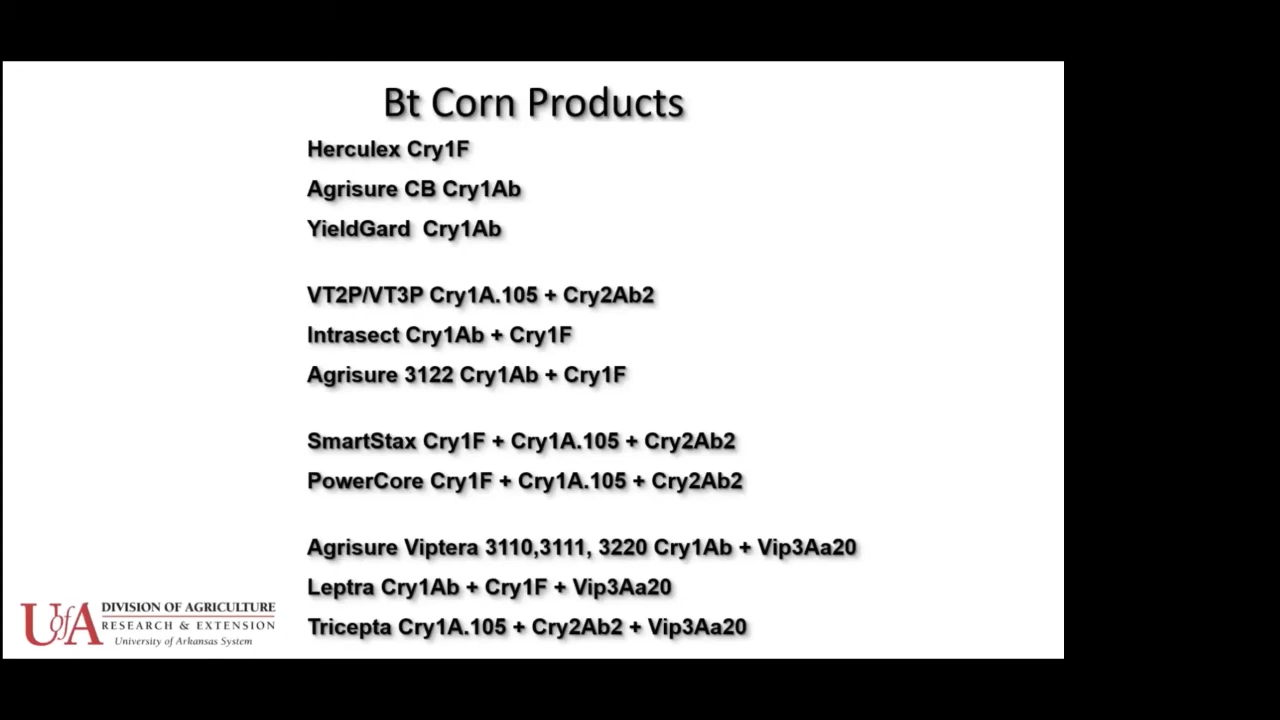 Bt Corn Products
Herculex Cry1F
Agrisure CB Cry1Ab
YieldGard  Cry1Ab
VT2P/VT3P Cry1A.105 + Cry2Ab2
Intrasect Cry1Ab + Cry1F
Agrisure 3122 Cry1Ab + Cry1F
SmartStax Cry1F + Cry1A.105 + Cry2Ab2
PowerCore Cry1F + Cry1A.105 + Cry2Ab2
Agrisure Viptera 3110,3111, 3220 Cry1Ab + Vip3Aa20
Leptra Cry1Ab + Cry1F + Vip3Aa20
Tricepta Cry1A.105 + Cry2Ab2 + Vip3Aa20
UofA
DIVISION OF AGRICULTURE
RESEARCH & EXTENSION
University of Arkansas System